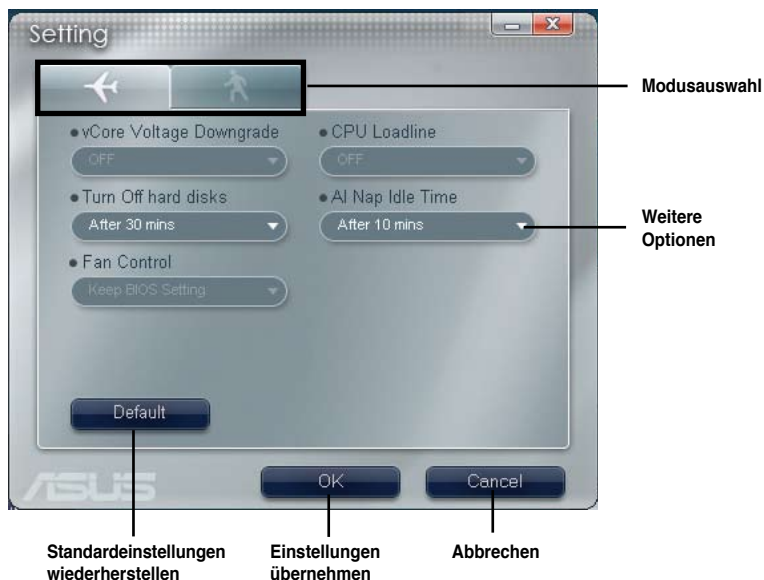 Setting
Modusauswahl
vCore Voltage Downgrade
CPU Loadline
OFF
OFF
Turn Off hard disks
AI Nap Idle Time
After 30 mins
After 10 mins
Weitere
Optionen
Fan Control
Keep BIOS Setting
Default
ASUS
OK
Cancel
Standardeinstellungen
wiederherstellen
Einstellungen
übernehmen
Abbrechen